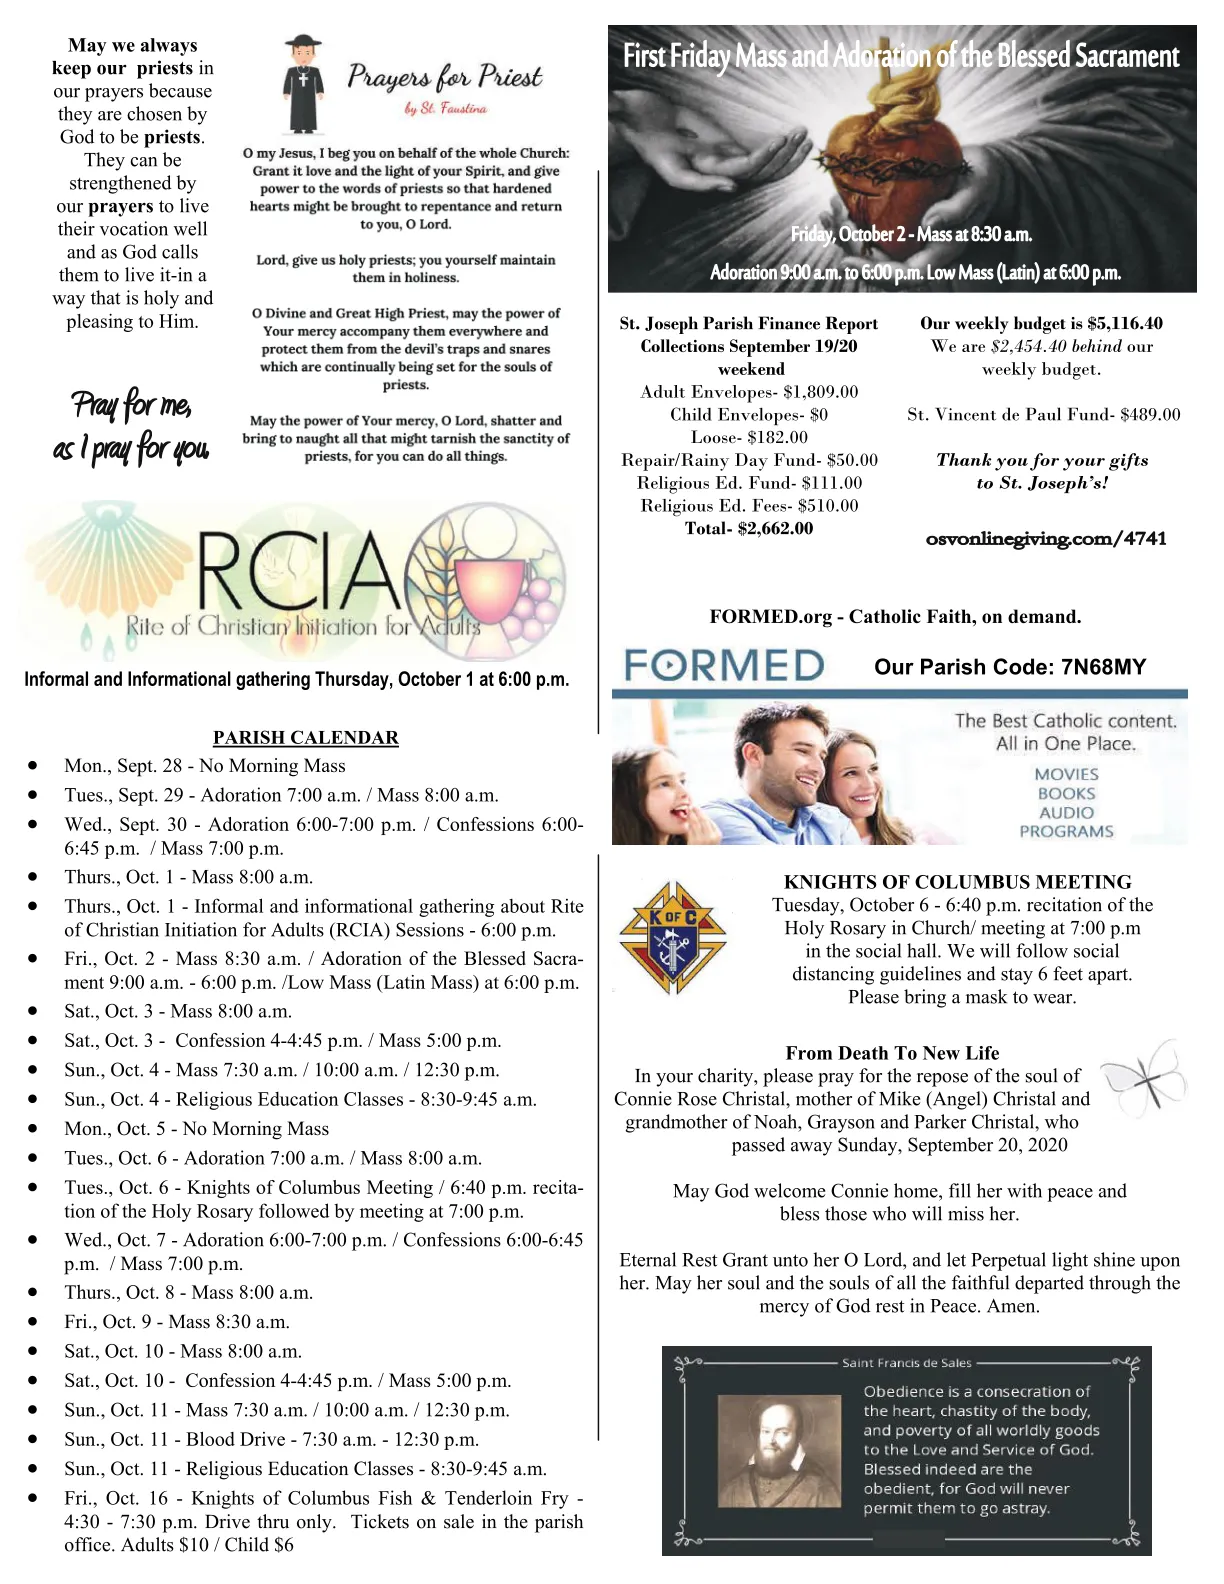 May we always
keep our priests in
our prayers because
they are chosen by
God to be priests.
They can be
strengthened by
our prayers to live
their vocation well
and as God calls
them to live it-in a
way that is holy and
pleasing to Him.
Pray for me,
as I pray for you.
Prayers for Priest
by St. Faustina
O my Jesus, I beg you on behalf of the whole Church:
Grant it love and the light of your Spirit, and give
power to the words of priests so that hardened
hearts might be brought to repentance and return
to you, O Lord.
Lord, give us holy priests; you yourself maintain
them in holiness.
O Divine and Great High Priest, may the power of
Your mercy accompany them everywhere and
protect them from the devil's traps and snares
which are continually being set for the souls of
priests.
May the power of Your mercy, O Lord, shatter and
bring to naught all that might tarnish the sanctity of
priests, for you can do all things.
RCIA
Rite of Christian Initiation for Adults
Informal and Informational gathering Thursday, October 1 at 6:00 p.m.
PARISH CALENDAR
● Mon., Sept. 28 - No Morning Mass
● Tues., Sept. 29 - Adoration 7:00 a.m. / Mass 8:00 a.m.
● Wed., Sept. 30 - Adoration 6:00-7:00 p.m. / Confessions 6:00-
6:45 p.m. / Mass 7:00 p.m.
● Thurs., Oct. 1 - Mass 8:00 a.m.
● Thurs., Oct. 1 - Informal and informational gathering about Rite
of Christian Initiation for Adults (RCIA) Sessions - 6:00 p.m.
● Fri., Oct. 2 - Mass 8:30 a.m. / Adoration of the Blessed Sacra-
ment 9:00 a.m. - 6:00 p.m. /Low Mass (Latin Mass) at 6:00 p.m.
● Sat., Oct. 3 - Mass 8:00 a.m.
● Sat., Oct. 3 - Confession 4-4:45 p.m. / Mass 5:00 p.m.
● Sun., Oct. 4 - Mass 7:30 a.m. / 10:00 a.m. / 12:30 p.m.
● Sun., Oct. 4 - Religious Education Classes - 8:30-9:45 a.m.
● Mon., Oct. 5 - No Morning Mass
● Tues., Oct. 6 - Adoration 7:00 a.m. / Mass 8:00 a.m.
● Tues., Oct. 6 - Knights of Columbus Meeting / 6:40 p.m. recita-
tion of the Holy Rosary followed by meeting at 7:00 p.m.
● Wed., Oct. 7 - Adoration 6:00-7:00 p.m. / Confessions 6:00-6:45
p.m. / Mass 7:00 p.m.
● Thurs., Oct. 8 - Mass 8:00 a.m.
● Fri., Oct. 9 - Mass 8:30 a.m.
● Sat., Oct. 10 - Mass 8:00 a.m.
● Sat., Oct. 10 - Confession 4-4:45 p.m. / Mass 5:00 p.m.
● Sun., Oct. 11 - Mass 7:30 a.m. / 10:00 a.m. / 12:30 p.m.
● Sun., Oct. 11 - Blood Drive - 7:30 a.m. - 12:30 p.m.
● Sun., Oct. 11 - Religious Education Classes - 8:30-9:45 a.m.
● Fri., Oct. 16 - Knights of Columbus Fish & Tenderloin Fry -
4:30 - 7:30 p.m. Drive thru only. Tickets on sale in the parish
office. Adults $10 / Child $6
First Friday Mass and Adoration of the Blessed Sacrament
Friday, October 2 - Mass at 8:30 a.m.
Adoration 9:00 a.m. to 6:00 p.m. Low Mass (Latin) at 6:00 p.m.
St. Joseph Parish Finance Report
Collections September 19/20
weekend
Adult Envelopes- $1,809.00
Child Envelopes- $0
Loose- $182.00
Repair/Rainy Day Fund- $50.00
Religious Ed. Fund- $111.00
Religious Ed. Fees- $510.00
Total- $2,662.00
Our weekly budget is $5,116.40
We are $2,454.40 behind our
weekly budget.
St. Vincent de Paul Fund- $489.00
Thank you for your gifts
to St. Joseph's!
osvonlinegiving.com/4741
FORMED.org - Catholic Faith, on demand.
FORMED
Our Parish Code: 7N68MY
The Best Catholic content.
All in One Place.
MOVIES
BOOKS
AUDIO
PROGRAMS
K OF C
KNIGHTS OF COLUMBUS MEETING
Tuesday, October 6 - 6:40 p.m. recitation of the
Holy Rosary in Church/ meeting at 7:00 p.m
in the social hall. We will follow social
distancing guidelines and stay 6 feet apart.
Please bring a mask to wear.
From Death To New Life
In your charity, please pray for the repose of the soul of
Connie Rose Christal, mother of Mike (Angel) Christal and
grandmother of Noah, Grayson and Parker Christal, who
passed away Sunday, September 20, 2020
May God welcome Connie home, fill her with peace and
bless those who will miss her.
Eternal Rest Grant unto her O Lord, and let Perpetual light shine upon
her. May her soul and the souls of all the faithful departed through the
mercy of God rest in Peace. Amen.
Saint Francis de Sales
Obedience is a consecration of
the heart, chastity of the body,
and poverty of all worldly goods
to the Love and Service of God.
Blessed indeed are the
obedient, for God will never
permit them to go astray.